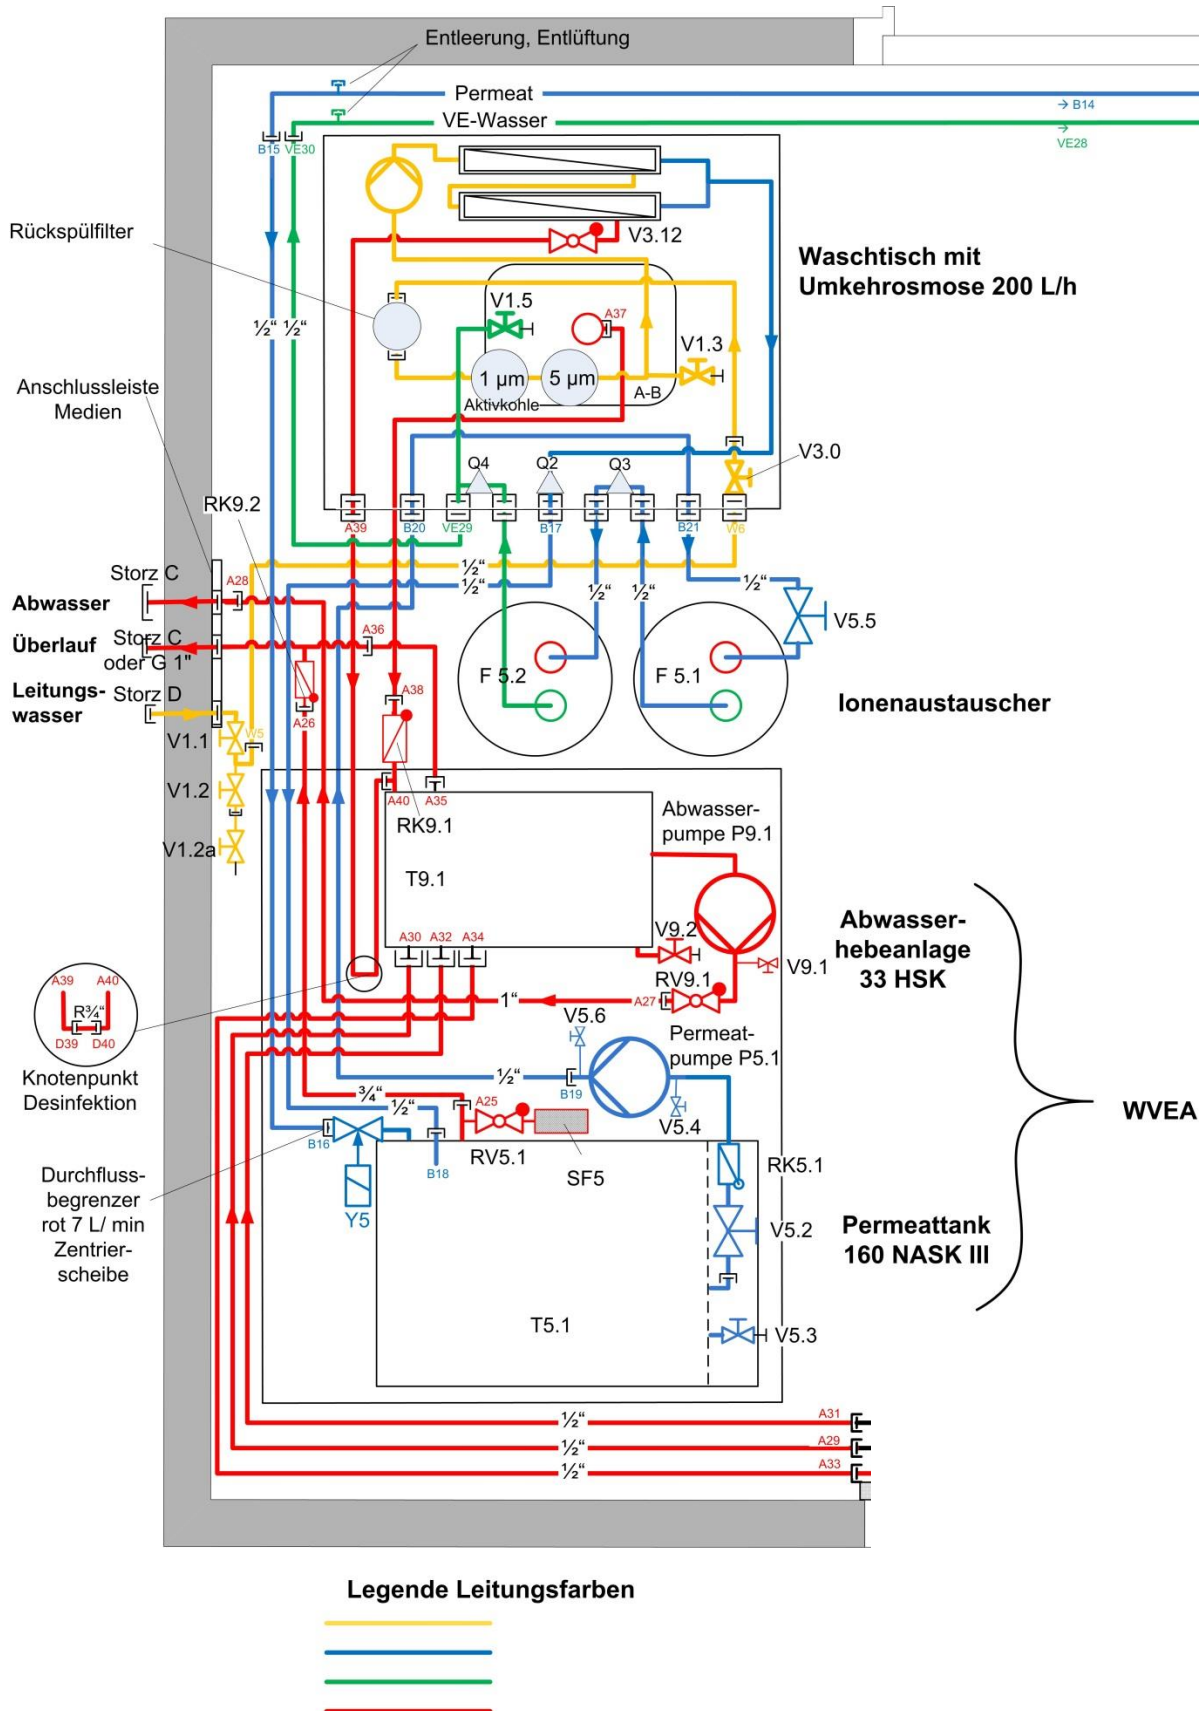 Entleerung, Entlüftung
Permeat
B14
VE-Wasser
VE28
B15
VE30
Rückspülfilter
V3.12
Waschtisch mit
Umkehrosmose 200 L/h
½“
½“
V1.5
A37
V1.3
1 µm
5 µm
Aktivkohle
A-B
Anschlussleiste
Medien
Q4
Q2
Q3
V3.0
RK9.2
A39
B20
VE29
B17
B21
W6
½“
½“
½“
½“
½“
Storz C
A28
Abwasser
A36
Überlauf
Storz C
oder G 1"
V5.5
F 5.2
F 5.1
Leitungs-
wasser
Storz D
A26
A38
Ionenaustauscher
V1.1
W5
V1.2
V1.2a
A40
A35
RK9.1
T9.1
Abwasser-
pumpe P9.1
A30
A32
A34
V9.2
V9.1
RV9.1
A27
1“
Abwasser-
hebeanlage
33 HSK
A39
A40
R¾“
D39
D40
Knotenpunkt
Desinfektion
V5.6
Permeat-
pumpe P5.1
½“
B19
V5.4
¾“
½“
A25
B16
B18
RV5.1
SF5
RK5.1
WVEA
Durchfluss-
begrenzer
rot 7 L/ min
Zentrier-
scheibe
Y5
V5.2
Permeattank
160 NASK III
T5.1
V5.3
½“
A31
½“
A29
½“
A33
Legende Leitungsfarben